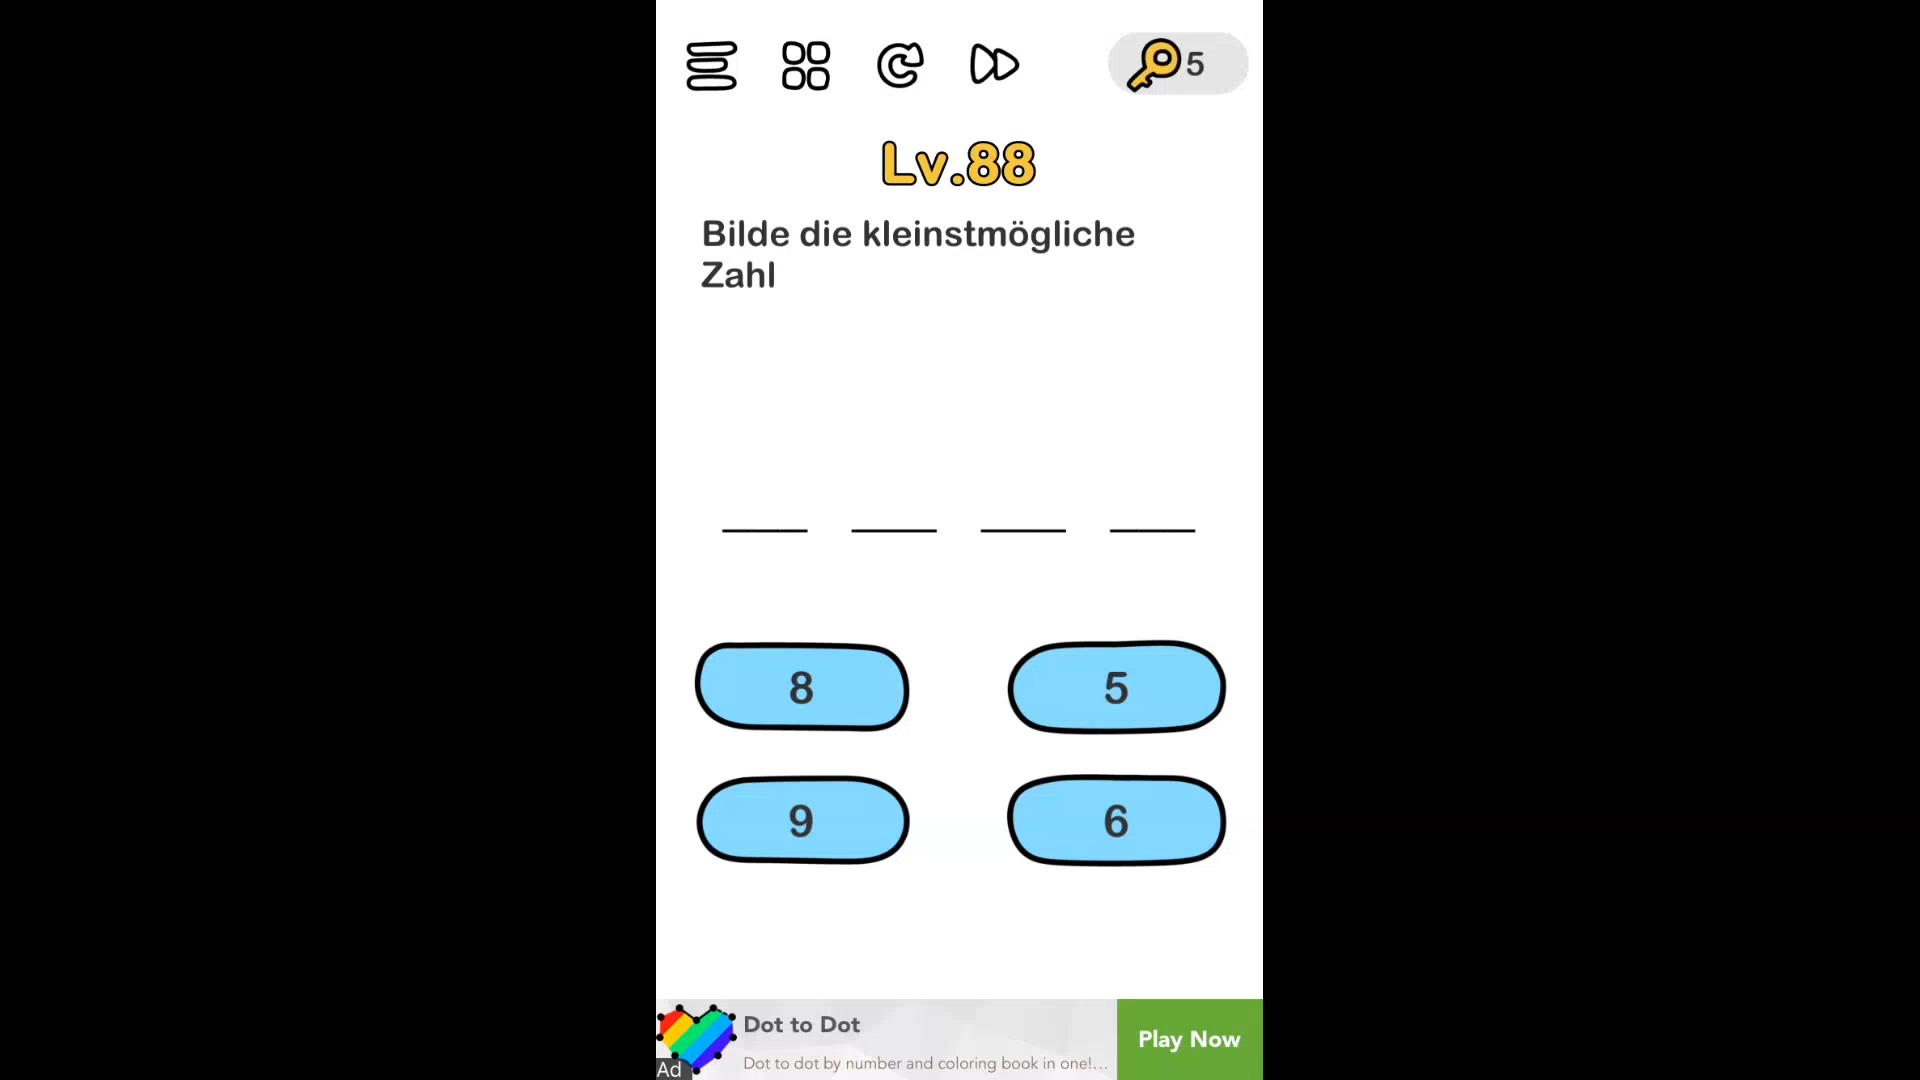 5
Lv.88
Bilde die kleinstmögliche
Zahl
8 5
9 6
Dot to Dot
Dot to dot by number and coloring book in one!...
Play Now
Ad